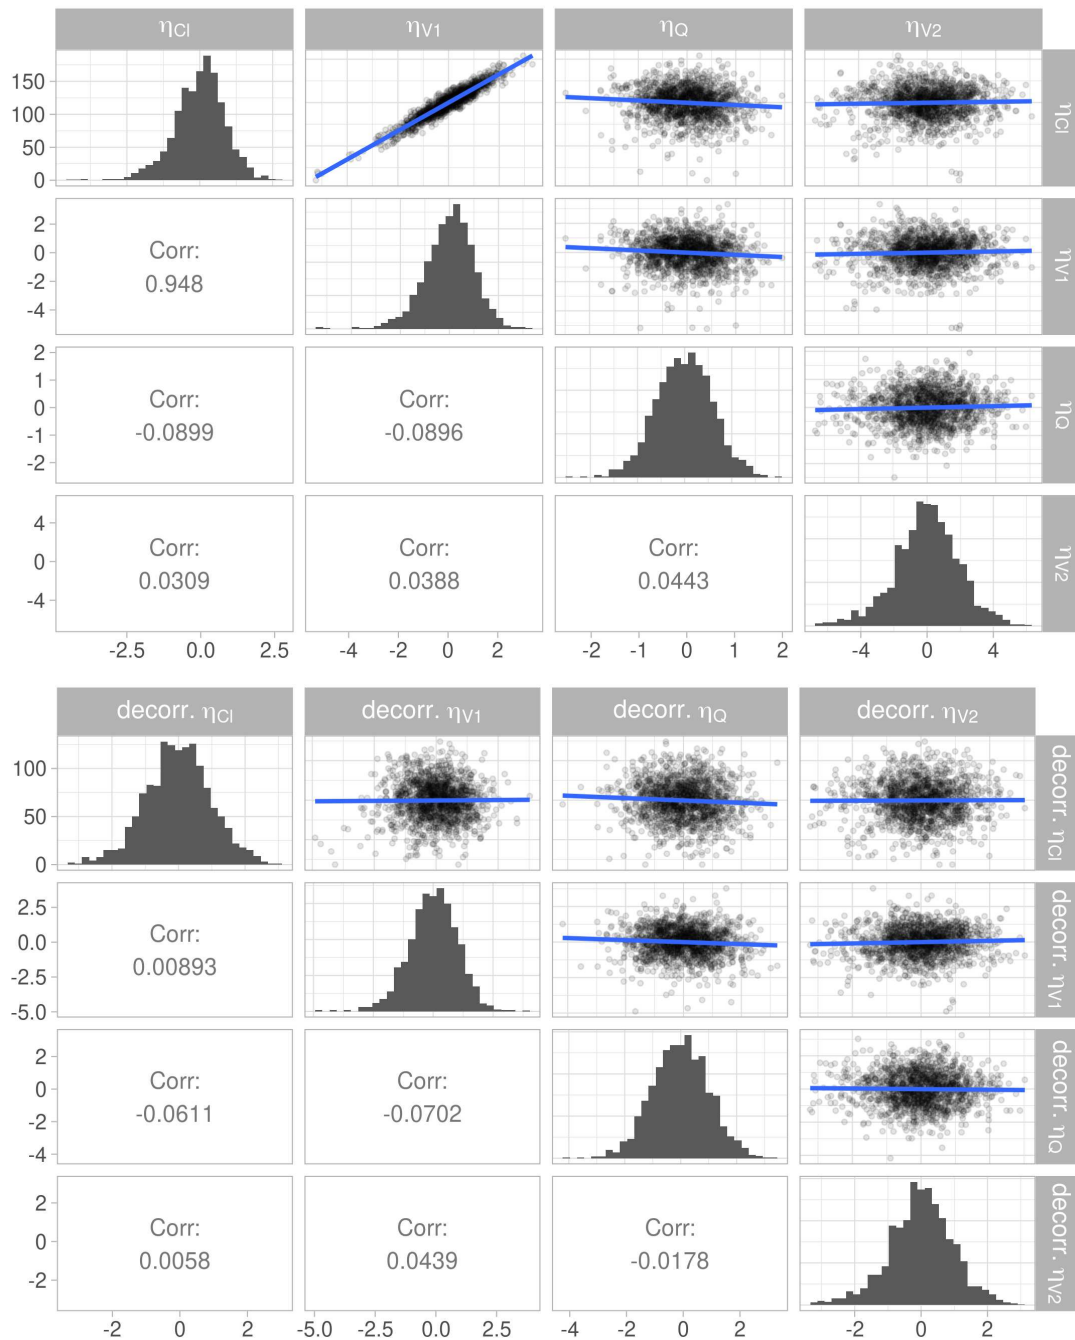 ηCl ηV1 ηQ ηV2
150
100
50
0
ηCl
2
0
-2
-4
Corr:
0.948
ηV1
2
1
0
-1
-2
Corr:
-0.0899
Corr:
-0.0896
ηQ
4
0
-4
Corr:
0.0309
Corr:
0.0388
Corr:
0.0443
ηV2
-2.5 0.0 2.5 -4 -2 0 2 -2 -1 0 1 2 -4 0 4
decorr. ηCl decorr. ηV1 decorr. ηQ decorr. ηV2
100
50
0
decorr. ηCl
2.5
0.0
-2.5
-5.0
Corr:
0.00893
decorr. ηV1
2
0
-2
-4
Corr:
-0.0611
Corr:
-0.0702
decorr. ηQ
2
0
-2
Corr:
0.0058
Corr:
0.0439
Corr:
-0.0178
decorr. ηV2
-2 0 2 -5.0 -2.5 0.0 2.5 -4 -2 0 2 -2 0 2